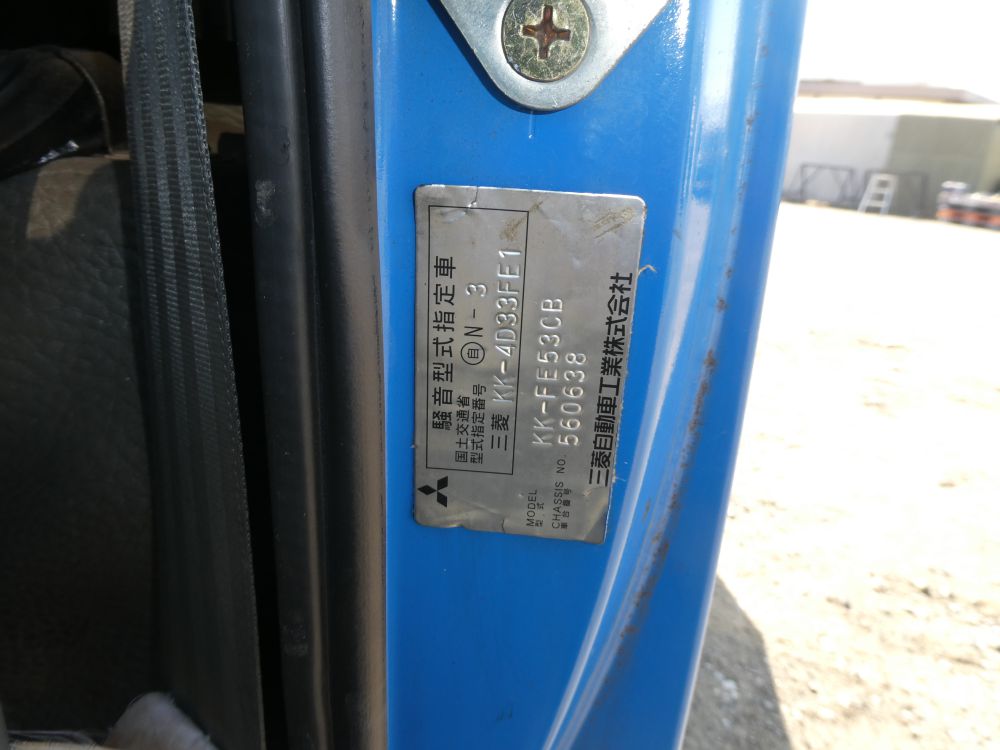 騒音型式指定車
国土交通省
型式指定番号 自 N-3
三菱 KK-4D33FE1
MODEL
型式 KK-FE53CB
CHASSIS NO. 560638
車台番号
三菱自動車工業株式会社